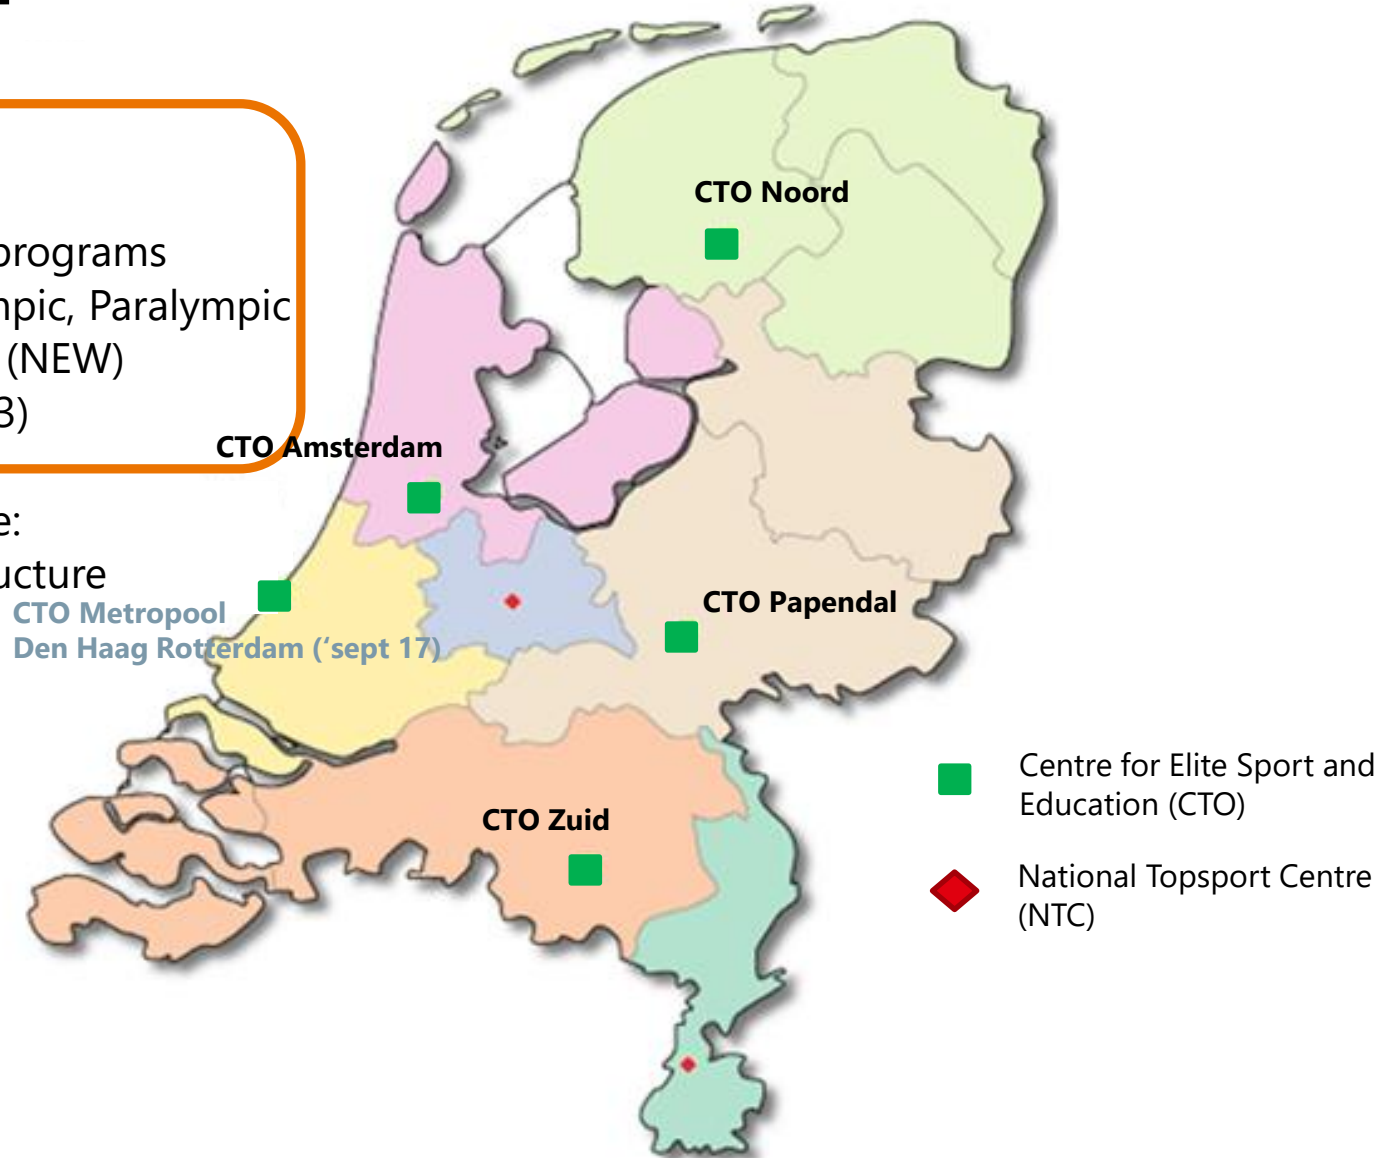 programs
mpic, Paralympic
(NEW)
3)
e:
ucture
CTO Noord
CTO Amsterdam
CTO Metropool
Den Haag Rotterdam (‘sept 17)
CTO Papendal
CTO Zuid
Centre for Elite Sport and
Education (CTO)
National Topsport Centre
(NTC)